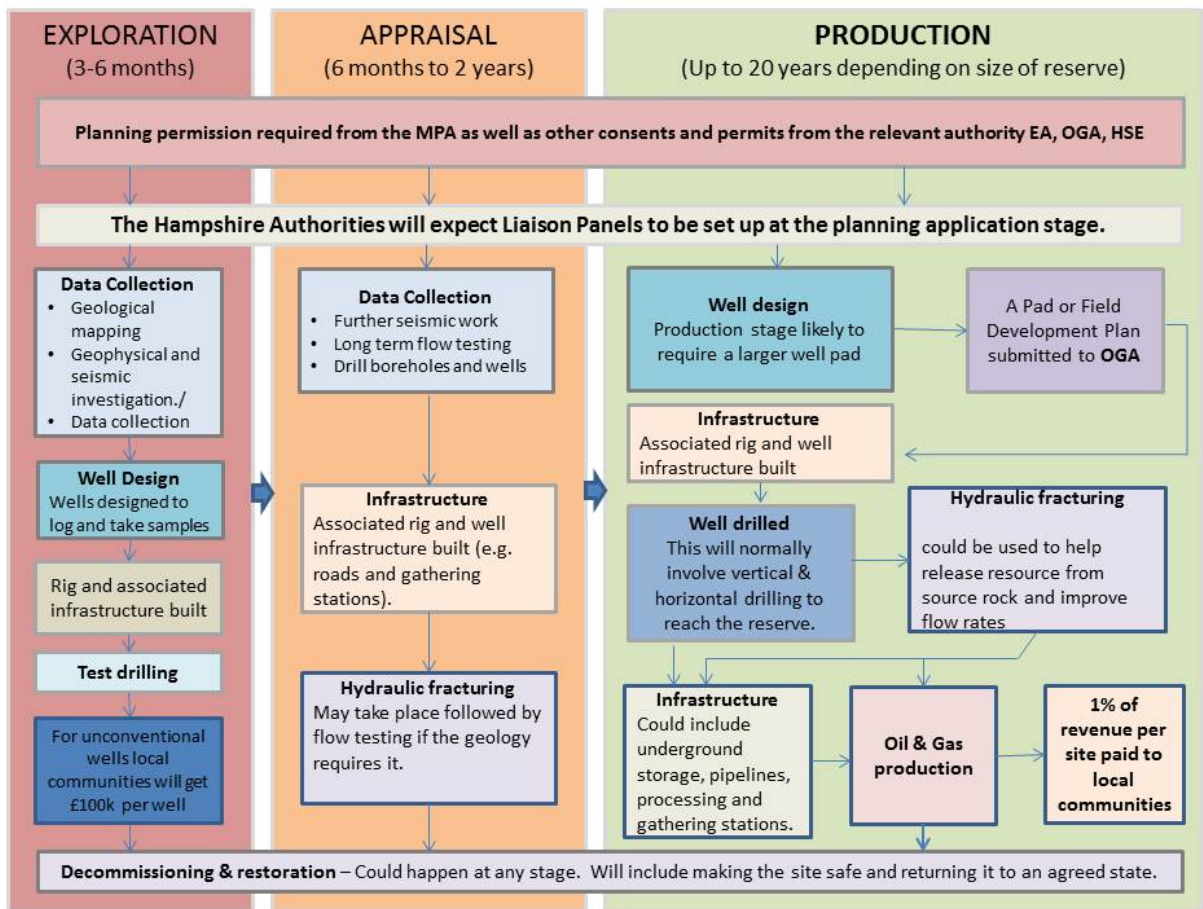 EXPLORATION
(3-6 months)
APPRAISAL
(6 months to 2 years)
PRODUCTION
(Up to 20 years depending on size of reserve)
Planning permission required from the MPA as well as other consents and permits from the relevant authority EA, OGA, HSE
The Hampshire Authorities will expect Liaison Panels to be set up at the planning application stage.
Data Collection
• Geological
mapping
• Geophysical and
seismic
investigation./
• Data collection
Well Design
Wells designed to
log and take samples
Rig and associated
infrastructure built
Test drilling
For unconventional
wells local
communities will get
£100k per well
Data Collection
• Further seismic work
• Long term flow testing
• Drill boreholes and wells
Infrastructure
Associated rig and well
infrastructure built (e.g.
roads and gathering
stations).
Hydraulic fracturing
May take place followed by
flow testing if the geology
requires it.
Well design
Production stage likely to
require a larger well pad
A Pad or Field
Development Plan
submitted to OGA
Infrastructure
Associated rig and well
infrastructure built
Well drilled
This will normally
involve vertical &
horizontal drilling to
reach the reserve.
Hydraulic fracturing
could be used to help
release resource from
source rock and improve
flow rates
Infrastructure
Could include
underground
storage, pipelines,
processing and
gathering stations.
Oil & Gas
production
1% of
revenue per
site paid to
local
communities
Decommissioning & restoration – Could happen at any stage. Will include making the site safe and returning it to an agreed state.